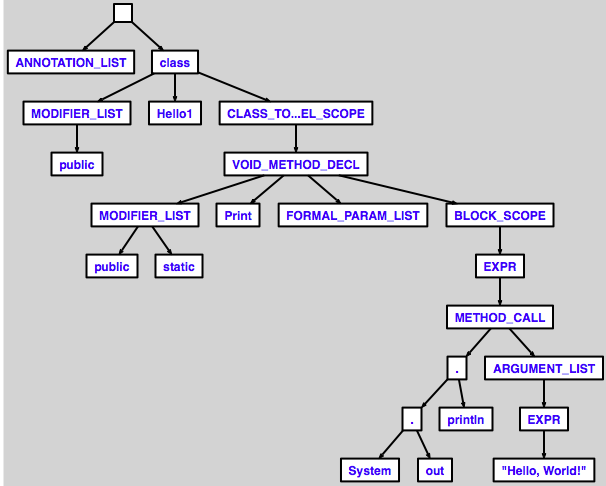 ANNOTATION_LIST
class
MODIFIER_LIST
Hello1
CLASS_TO...EL_SCOPE
public
VOID_METHOD_DECL
MODIFIER_LIST
Print
FORMAL_PARAM_LIST
BLOCK_SCOPE
public
static
EXPR
METHOD_CALL
.
ARGUMENT_LIST
.
println
EXPR
System
out
"Hello, World!"